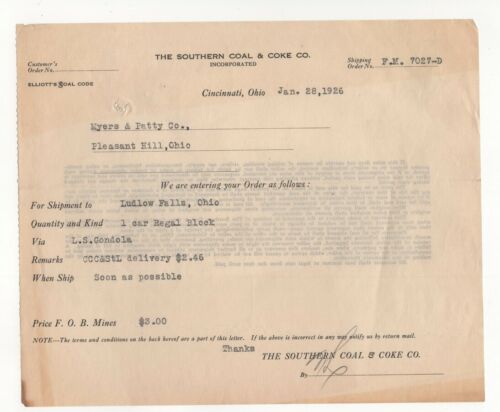 THE SOUTHERN COAL & COKE CO.
INCORPORATED
Customer's
Order No.
Shipping
Order No. F.M. 7027-D
ELLIOTT'S COAL CODE
Cincinnati, Ohio Jan. 28,1926
Myers & Patty Co.,
Pleasant Hill,Ohio
We are entering your Order as follows:
For Shipment to Ludlow Falls, Ohio
Quantity and Kind 1 car Regal Block
Via L.S.Gondola
Remarks CCC&StL delivery $2.46
When Ship Soon as possible
Price F. O. B. Mines $3.00
NOTE—The terms and conditions on the back hereof are a part of this letter. If the above is incorrect in any way notify us by return mail.
Thanks
THE SOUTHERN COAL & COKE CO.
By